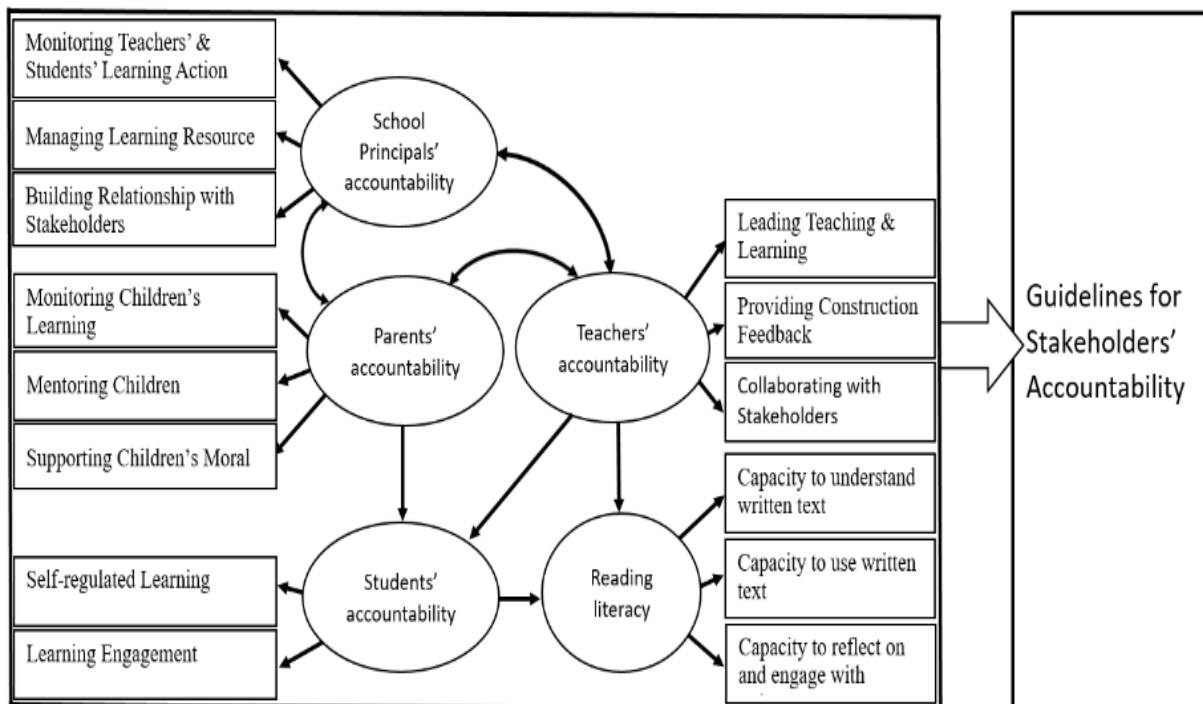 Monitoring Teachers' &
Students' Learning Action
Managing Learning Resource
Building Relationship with
Stakeholders
Monitoring Children's
Learning
Mentoring Children
Supporting Children's Moral
Self-regulated Learning
Learning Engagement
School
Principals'
accountability
Parents'
accountability
Teachers'
accountability
Students'
accountability
Reading
literacy
Leading Teaching &
Learning
Providing Construction
Feedback
Collaborating with
Stakeholders
Capacity to understand
written text
Capacity to use written
text
Capacity to reflect on
and engage with
Guidelines for
Stakeholders'
Accountability